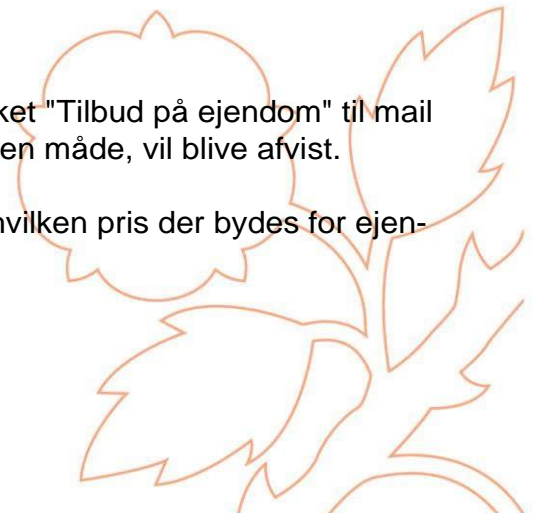 ket "Tilbud på ejendom" til mail
en måde, vil blive afvist.
hvilken pris der bydes for ejen-